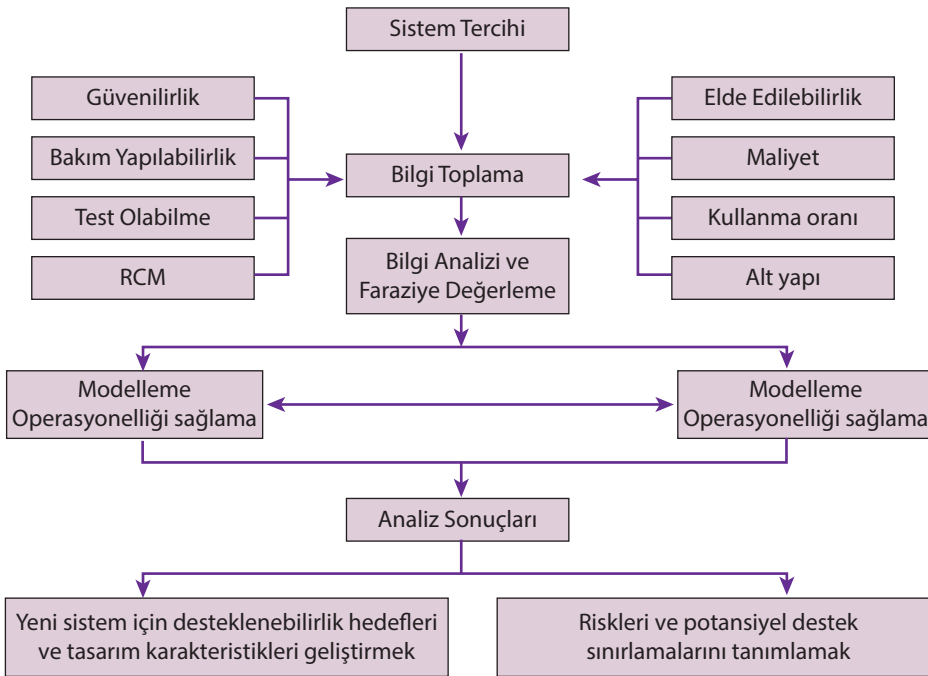 Sistem Tercihi
Güvenilirlik
Bakım Yapılabilirlik
Test Olabilme
RCM
Elde Edilebilirlik
Maliyet
Kullanma oranı
Alt yapı
Bilgi Toplama
Bilgi Analizi ve
Faraziye Değerleme
Modelleme
Operasyonelliği sağlama
Modelleme
Operasyonelliği sağlama
Analiz Sonuçları
Yeni sistem için desteklenebilirlik hedefleri
ve tasarım karakteristikleri geliştirmek
Riskleri ve potansiyel destek
sınırlamalarını tanımlamak